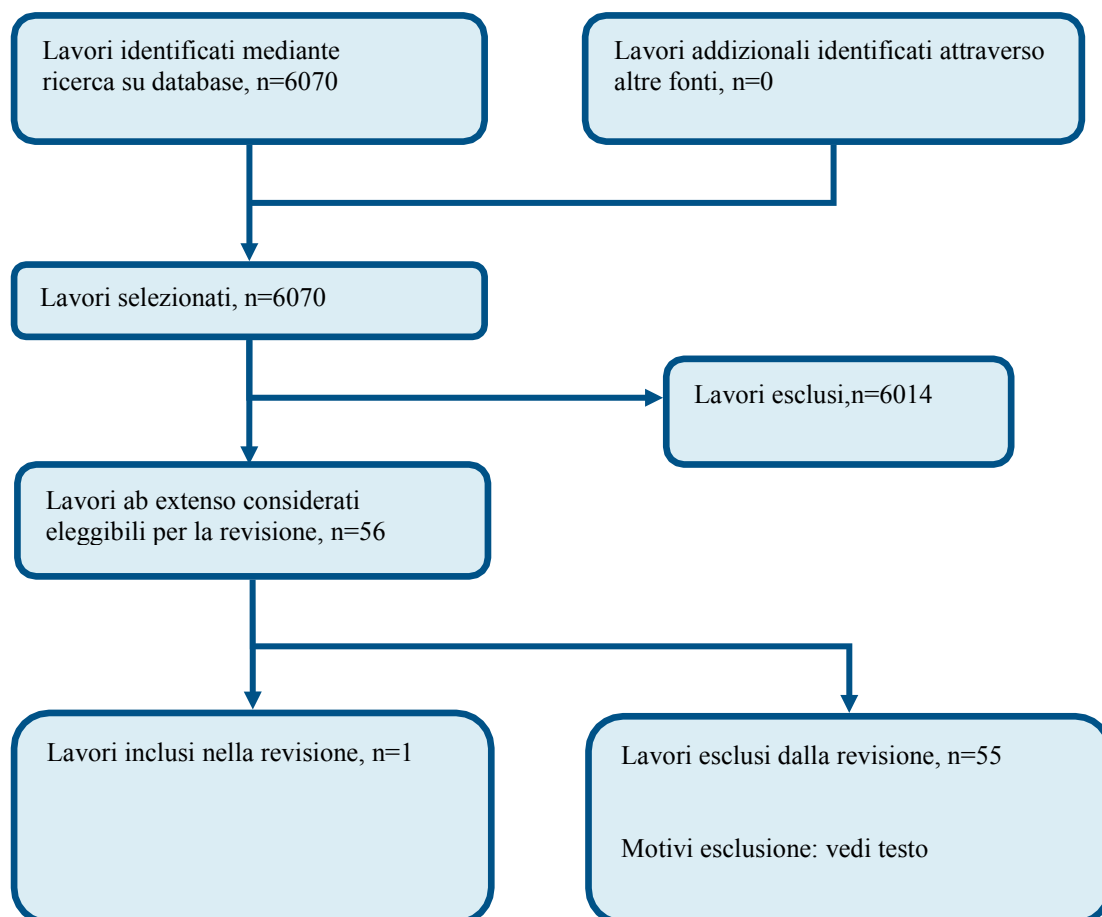 Lavori identificati mediante
ricerca su database, n=6070
Lavori addizionali identificati attraverso
altre fonti, n=0
Lavori selezionati, n=6070
Lavori esclusi,n=6014
Lavori ab extenso considerati
eleggibili per la revisione, n=56
Lavori inclusi nella revisione, n=1
Lavori esclusi dalla revisione, n=55
Motivi esclusione: vedi testo